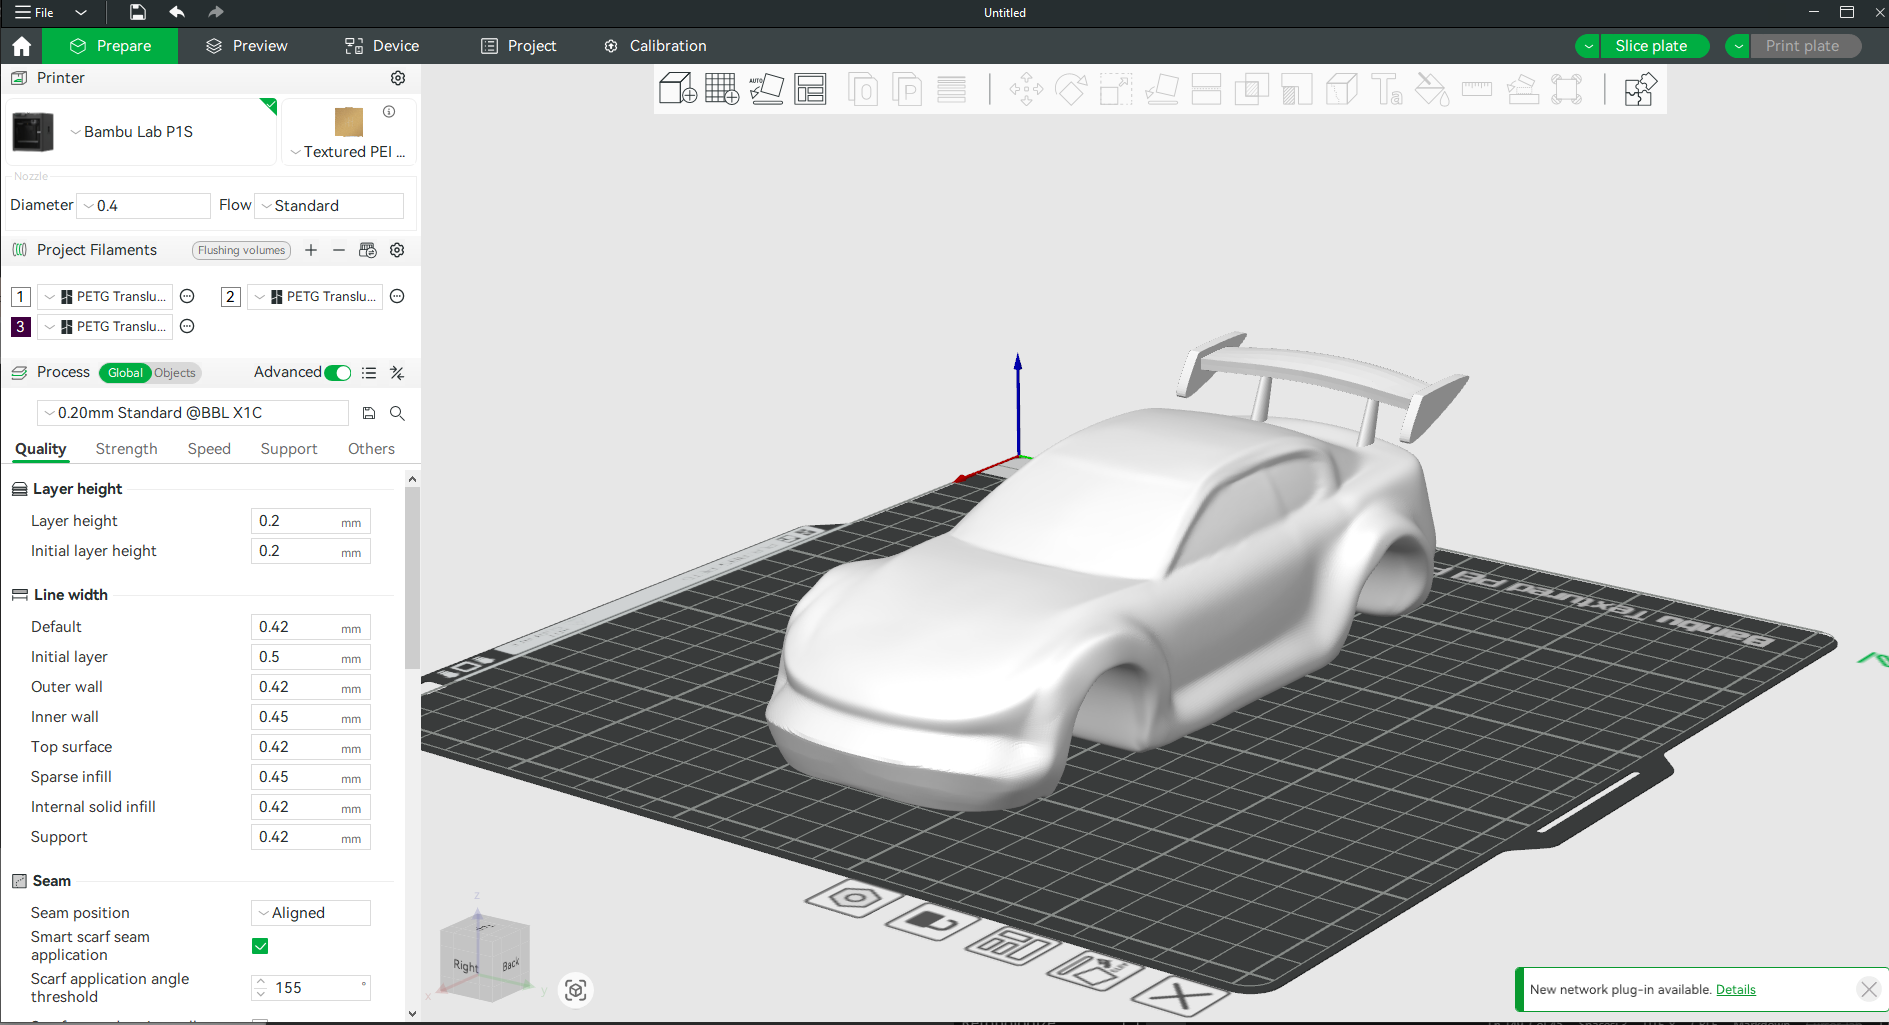 File
Untitled
Prepare
Preview
Device
Project
Calibration
Slice plate
Print plate
Printer
Bambu Lab P1S
Textured PEI ...
Nozzle
Diameter
0.4
Flow
Standard
Project Filaments
Flushing volumes
1 PETG Translu...
2 PETG Translu...
3 PETG Translu...
Process
Global
Objects
Advanced
0.20mm Standard @BBL X1C
Quality
Strength
Speed
Support
Others
Layer height
Layer height 0.2 mm
Initial layer height 0.2 mm
Line width
Default 0.42 mm
Initial layer 0.5 mm
Outer wall 0.42 mm
Inner wall 0.45 mm
Top surface 0.42 mm
Sparse infill 0.45 mm
Internal solid infill 0.42 mm
Support 0.42 mm
Seam
Seam position Aligned
Smart scarf seam
application
Scarf application angle
threshold
155 °
AUTO
Bambu Textured PEI
z
Right
Back
x
y
New network plug-in available. Details